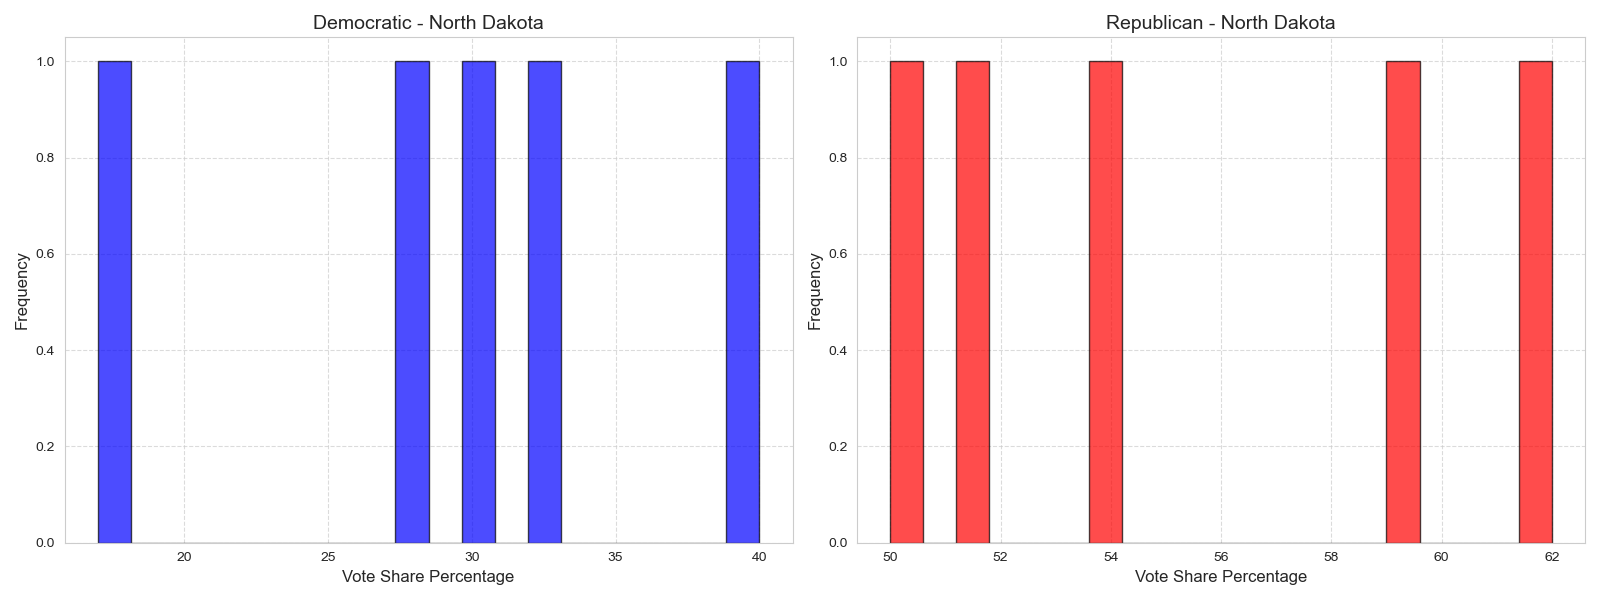 Democratic - North Dakota
Frequency
1.0
0.8
0.6
0.4
0.2
0.0
20 25 30 35 40
Vote Share Percentage
Republican - North Dakota
Frequency
1.0
0.8
0.6
0.4
0.2
0.0
50 52 54 56 58 60 62
Vote Share Percentage